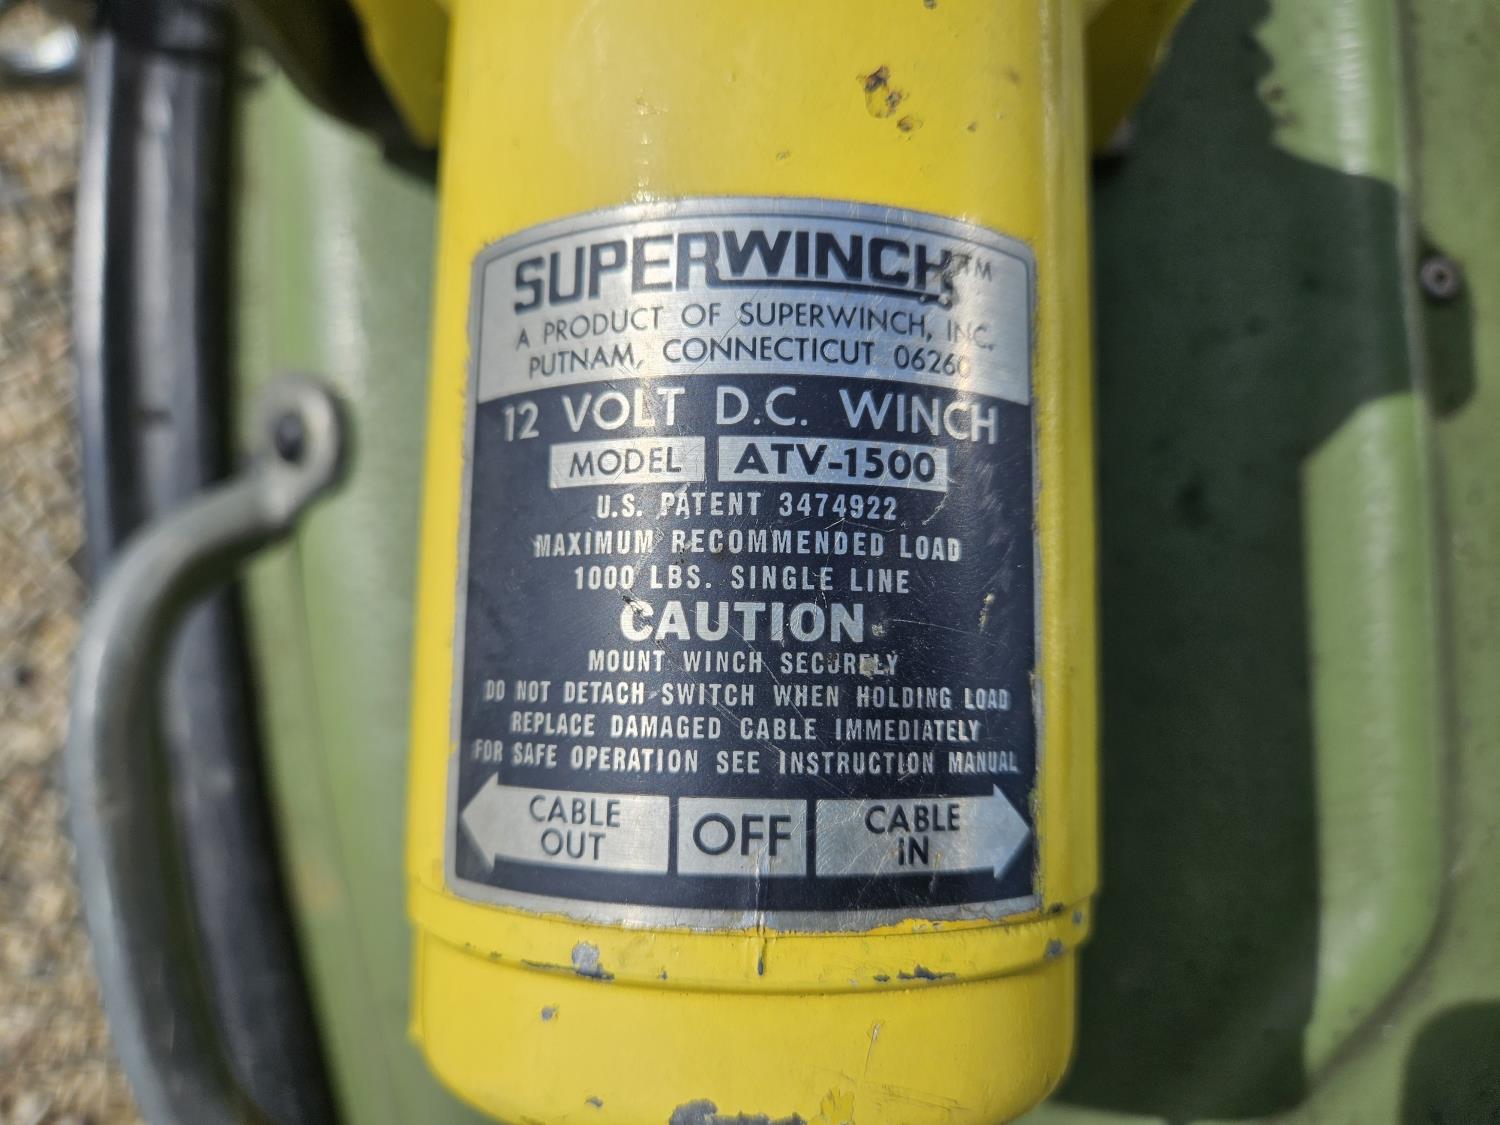 SUPERWINCH™
A PRODUCT OF SUPERWINCH, INC.
PUTNAM, CONNECTICUT 06260
12 VOLT D.C. WINCH
MODEL ATV-1500
U.S. PATENT 3474922
MAXIMUM RECOMMENDED LOAD
1000 LBS. SINGLE LINE
CAUTION
MOUNT WINCH SECURELY
DO NOT DETACH SWITCH WHEN HOLDING LOAD
REPLACE DAMAGED CABLE IMMEDIATELY
FOR SAFE OPERATION SEE INSTRUCTION MANUAL
CABLE OUT
OFF
CABLE IN